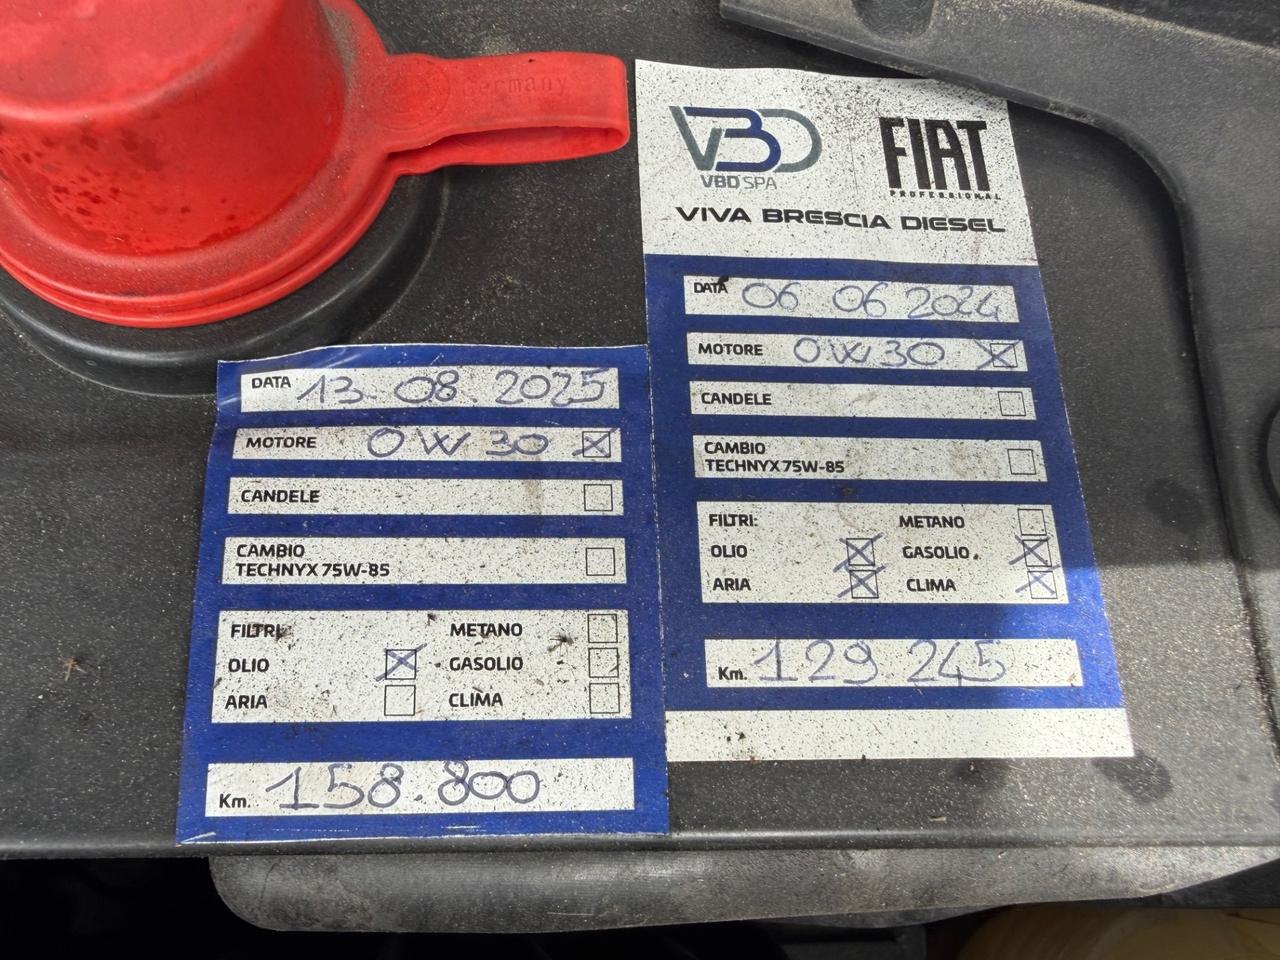 Germany
VBD
VBD SPA
FIAT
PROFESSIONAL
VIVA BRESCIA DIESEL
DATA 06 06 2024
MOTORE 0W30
CANDELE
CAMBIO
TECHNYX 75W-85
FILTRI: METANO
OLIO GASOLIO
ARIA CLIMA
Km. 129 245
DATA 13.08.2025
MOTORE 0W30
CANDELE
CAMBIO
TECHNYX 75W-85
FILTRI: METANO
OLIO GASOLIO
ARIA CLIMA
Km. 158.800